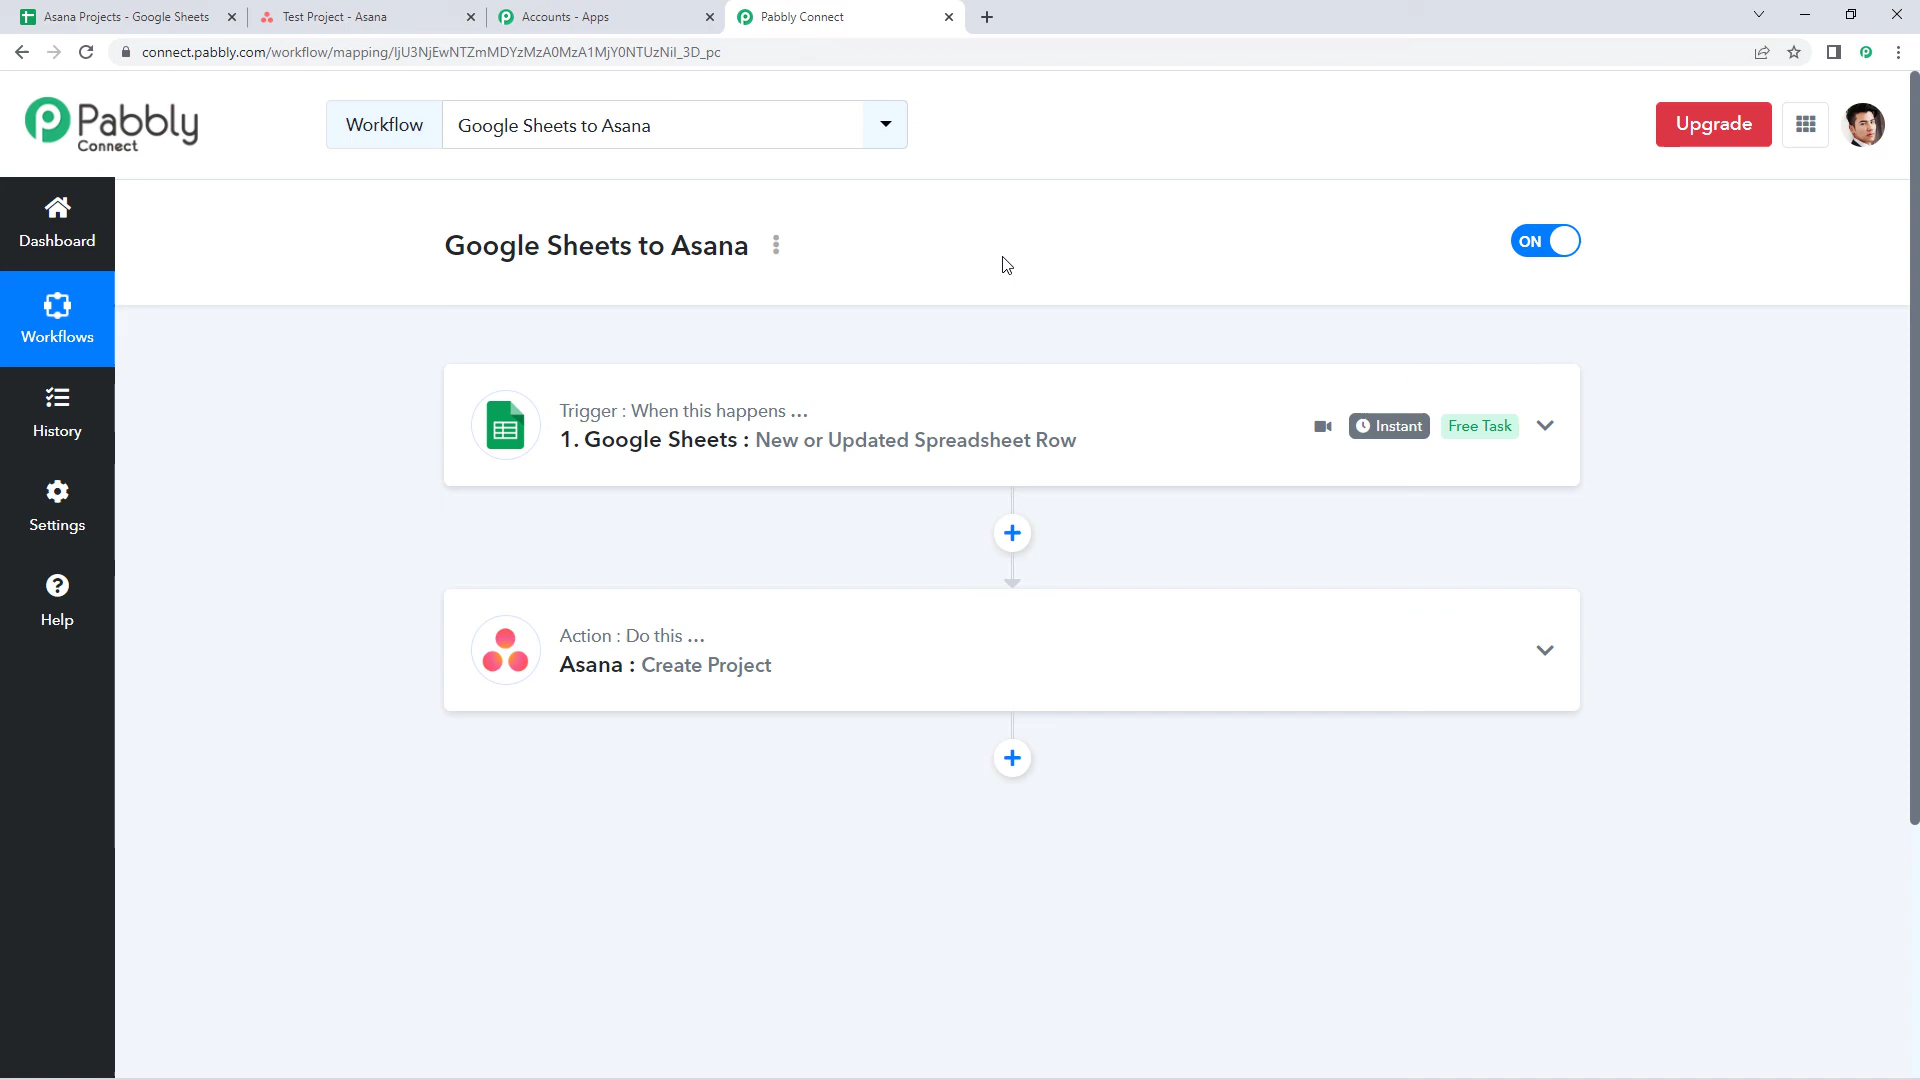 Asana Projects - Google Sheets
Test Project - Asana
Accounts - Apps
Pabbly Connect
connect.pabbly.com/workflow/mapping/IjU3NjEwNTZmMDYzMzA0MzA1MjY0NTUzNiI_3D_pc
Pabbly
Connect
Workflow
Google Sheets to Asana
Upgrade
Dashboard
Workflows
History
Settings
Help
Google Sheets to Asana
ON
Trigger : When this happens ...
1. Google Sheets : New or Updated Spreadsheet Row
Instant
Free Task
Action : Do this ...
Asana : Create Project